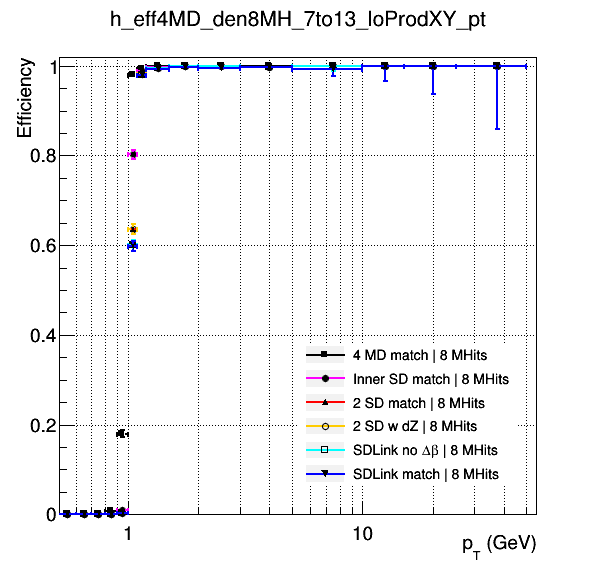 h_eff4MD_den8MH_7to13_loProdXY_pt
Efficiency
1
0.8
0.6
0.4
0.2
0
4 MD match | 8 MHits
Inner SD match | 8 MHits
2 SD match | 8 MHits
2 SD w dZ | 8 MHits
SDLink no Δβ | 8 MHits
SDLink match | 8 MHits
1
10
p_T (GeV)